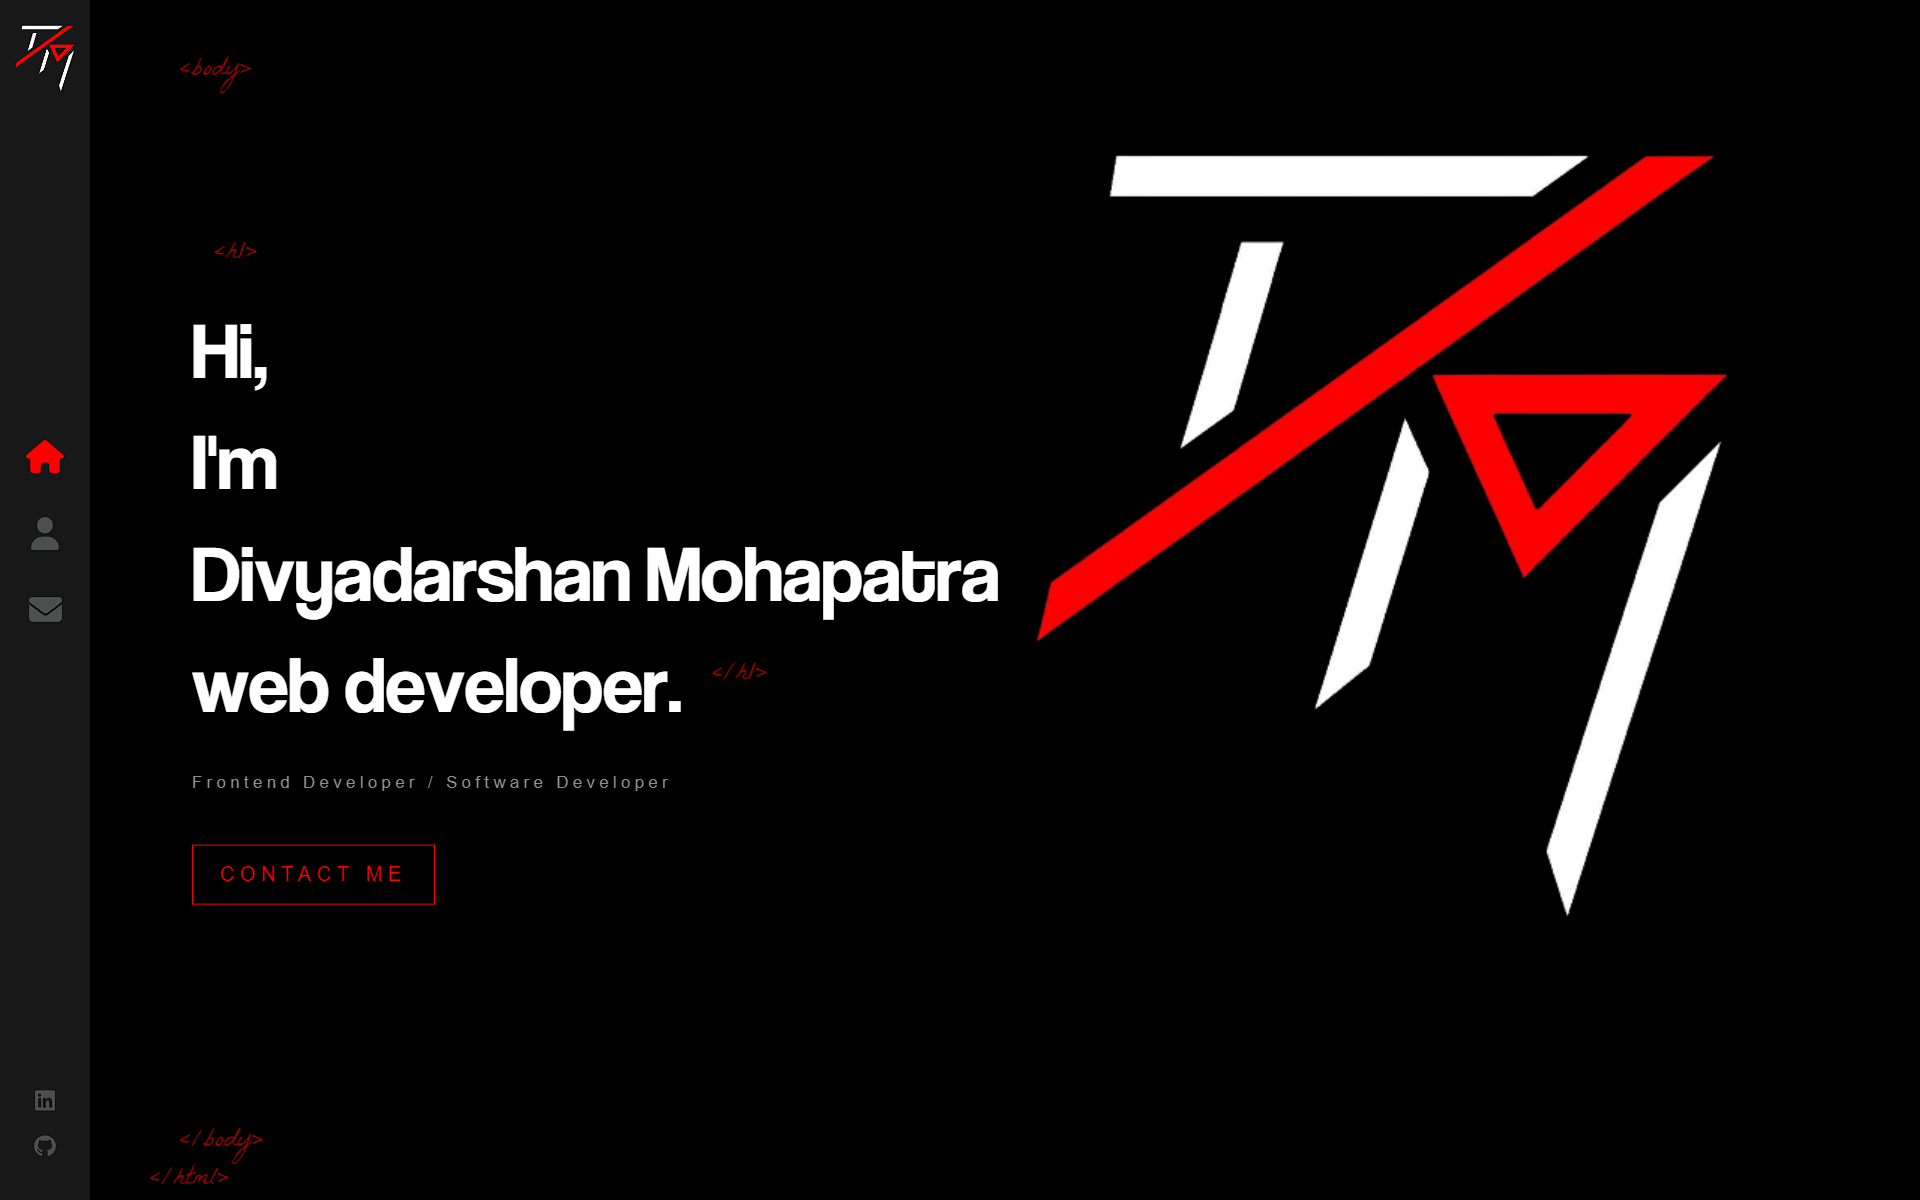 <body>
<h1>
Hi,
I'm
Divyadarshan Mohapatra
web developer.
</h1>
Frontend Developer / Software Developer
CONTACT ME
</body>
</html>